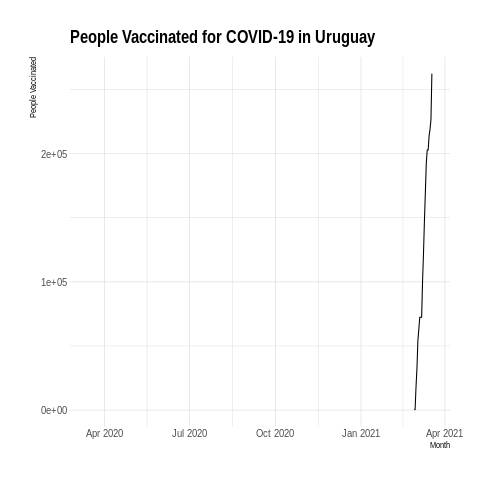 People Vaccinated for COVID-19 in Uruguay
People Vaccinated
2e+05
1e+05
0e+00
Apr 2020 Jul 2020 Oct 2020 Jan 2021 Apr 2021
Month